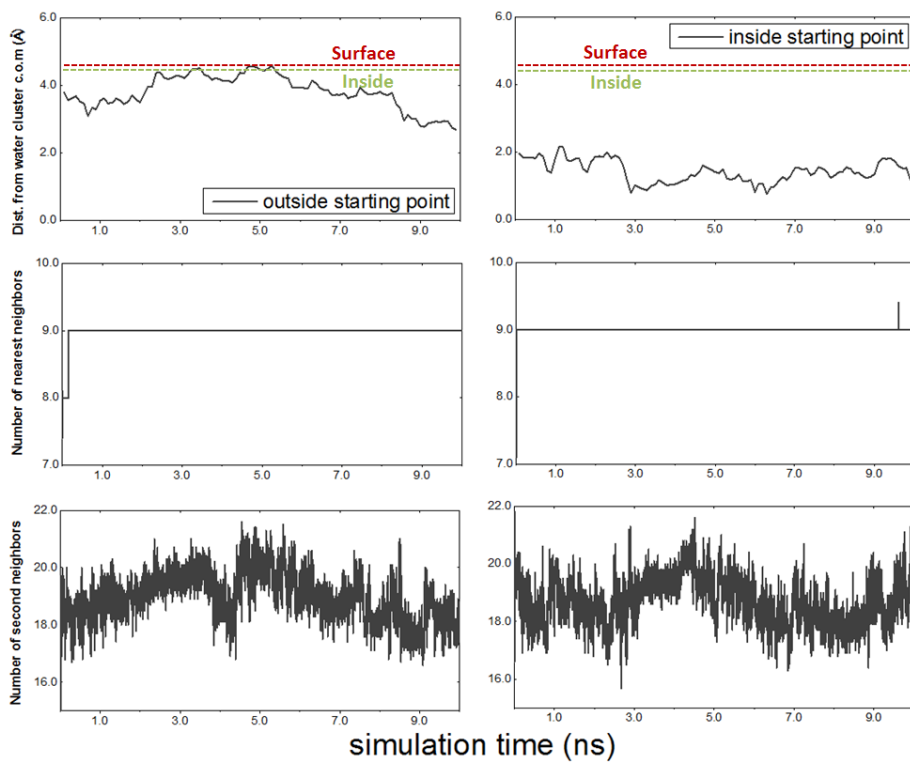 Dist. from water cluster c.o.m (Å)
6.0
4.0
2.0
0.0
Surface
Inside
outside starting point
1.0 3.0 5.0 7.0 9.0
6.0
4.0
2.0
0.0
inside starting point
Surface
Inside
1.0 3.0 5.0 7.0 9.0
Number of nearest neighbors
10.0
9.0
8.0
7.0
1.0 3.0 5.0 7.0 9.0
10.0
9.0
8.0
7.0
1.0 3.0 5.0 7.0 9.0
Number of second neighbors
22.0
20.0
18.0
16.0
1.0 3.0 5.0 7.0 9.0
22.0
20.0
18.0
16.0
1.0 3.0 5.0 7.0 9.0
simulation time (ns)